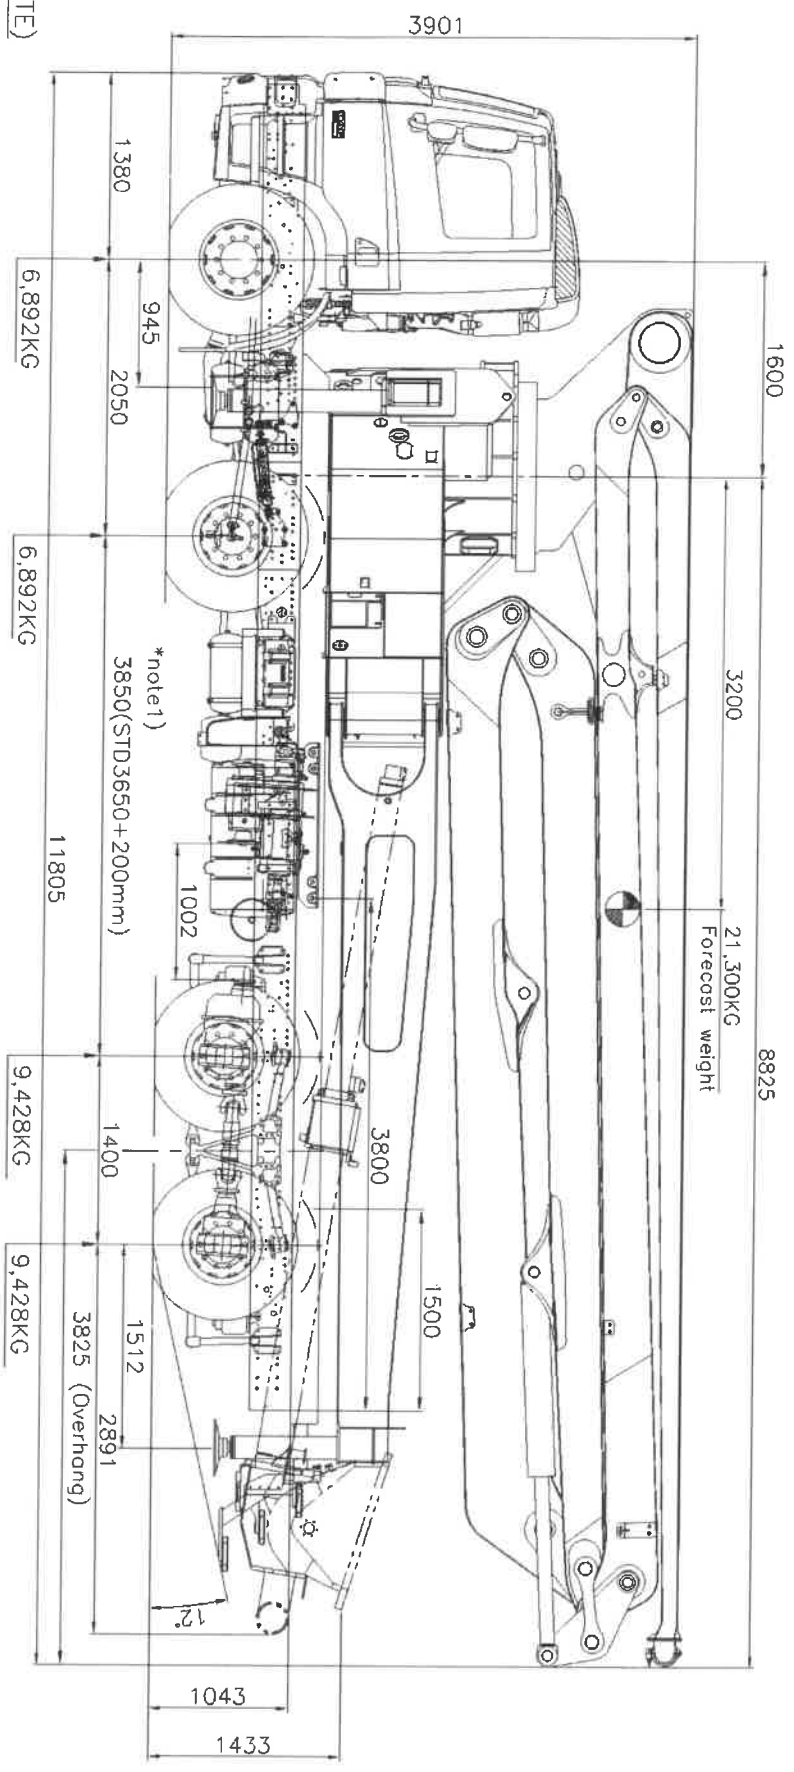 TE)
3901
1600
8825
3200
21,300KG
Forecast weight
1380
945
2050
6,892KG
6,892KG
*note1)
3850(STD3650+200mm)
1002
11805
3800
1500
1400
9,428KG
9,428KG
1512
2891
3825 (Overhang)
12°
1043
1433